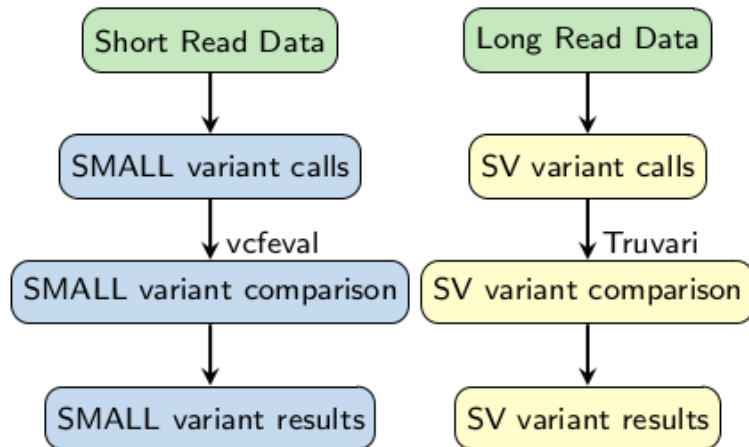 Short Read Data
SMALL variant calls
vcfeval
SMALL variant comparison
SMALL variant results
Long Read Data
SV variant calls
Truvari
SV variant comparison
SV variant results